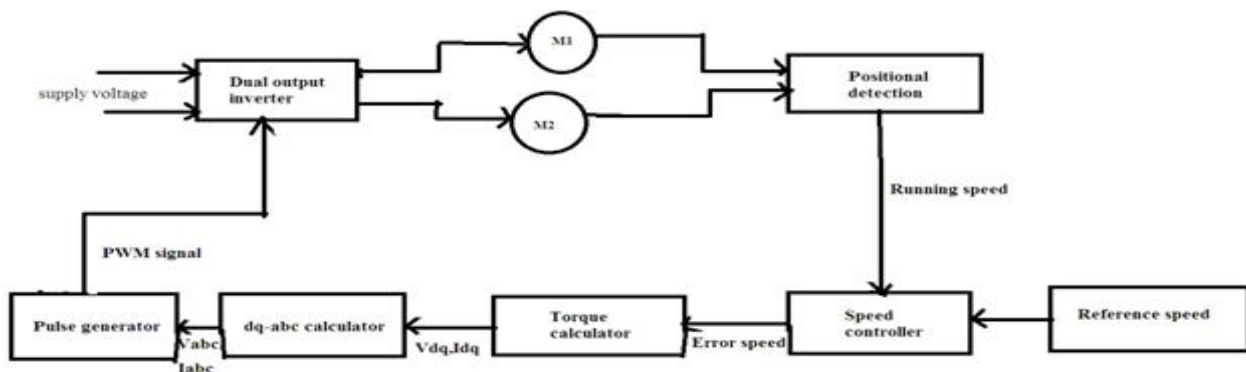 M1
Dual output
inverter
Positional
detection
supply voltage
M2
Running speed
PWM signal
Pulse generator
dq-abc calculator
Torque
calculator
Speed
controller
Reference speed
Vabc,
Iabc
Vdq,Idq
Error speed